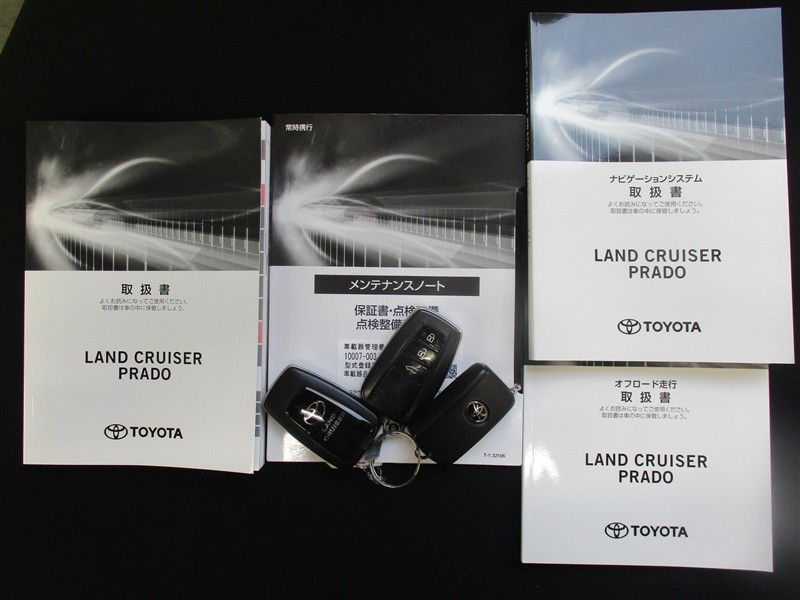 取扱書
よくお読みになってご使用ください。
取扱書は車の中に保管しましょう。
LAND CRUISER
PRADO
TOYOTA
常時携行
メンテナンスノート
保証書・点検
点検整備
車載器管理番
10007-003
型式登録
車載器品
LAND
CRUISER
T-1 32106
ナビゲーションシステム
取扱書
よくお読みになってご使用ください。
取扱書は車の中に保管しましょう。
LAND CRUISER
PRADO
TOYOTA
オフロード走行
取扱書
よくお読みになってご使用ください。
取扱書は車の中に保管しましょう。
LAND CRUISER
PRADO
TOYOTA